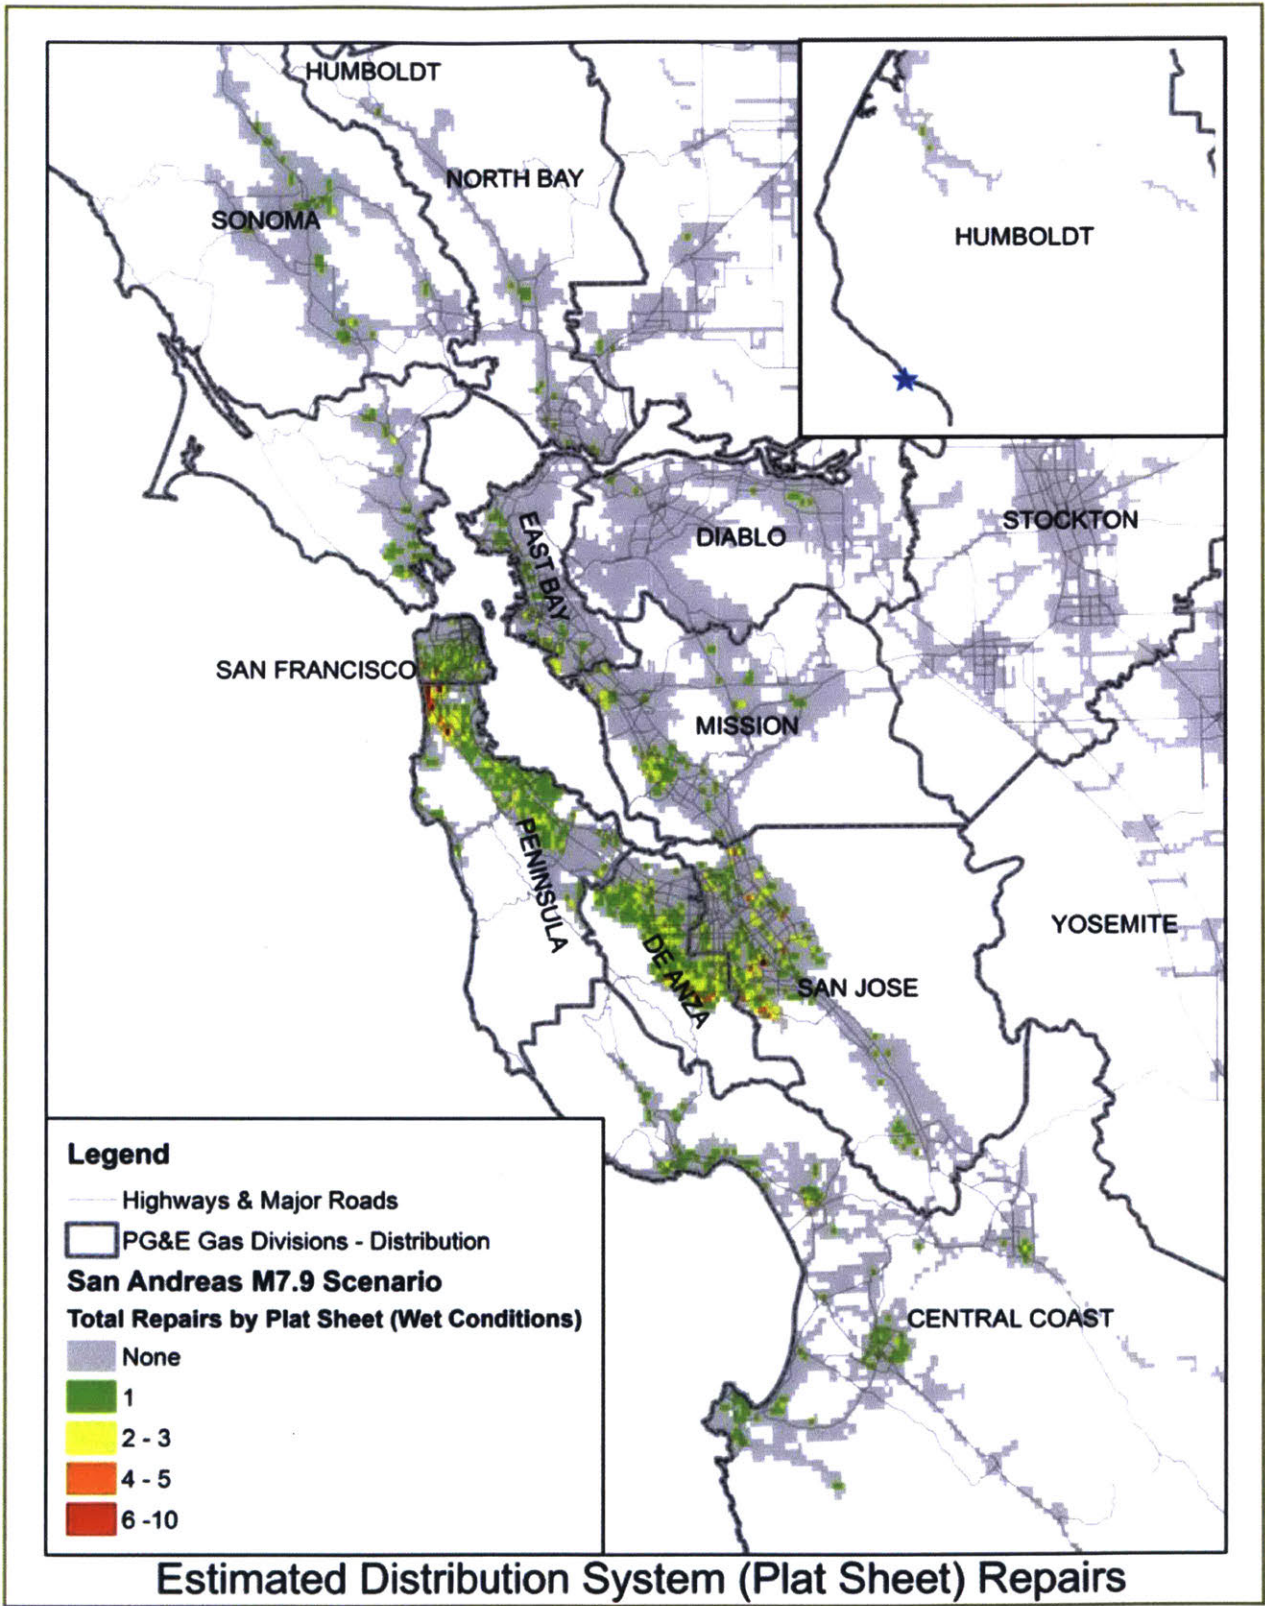 HUMBOLDT
NORTH BAY
SONOMA
HUMBOLDT
STOCKTON
DIABLO
EAST BAY
SAN FRANCISCO
MISSION
PENINSULA
YOSEMITE
DE ANZA
SAN JOSE
CENTRAL COAST
Legend
Highways & Major Roads
PG&E Gas Divisions - Distribution
San Andreas M7.9 Scenario
Total Repairs by Plat Sheet (Wet Conditions)
None
1
2 - 3
4 - 5
6 -10
Estimated Distribution System (Plat Sheet) Repairs